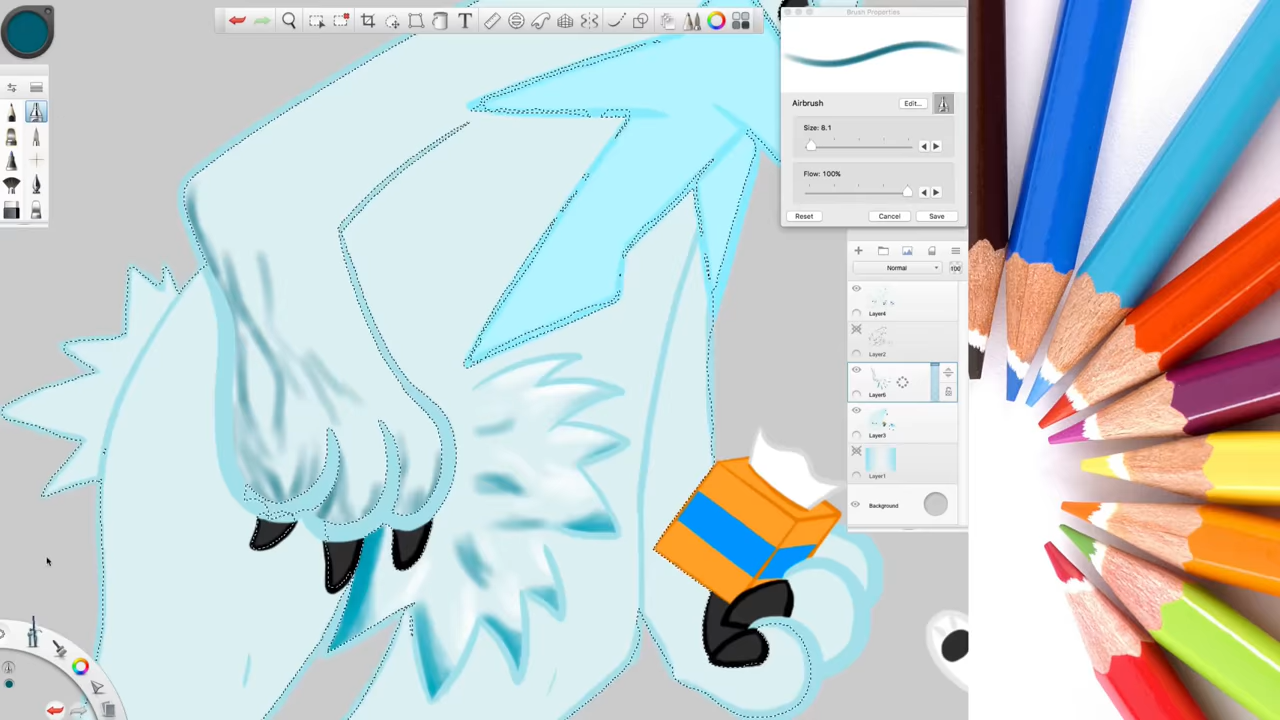 T
Brush Properties
Airbrush
Edit...
Size: 8.1
Flow: 100%
Reset
Cancel
Save
Normal
100
Layer4
Layer2
Layer6
Layer3
Layer1
Background